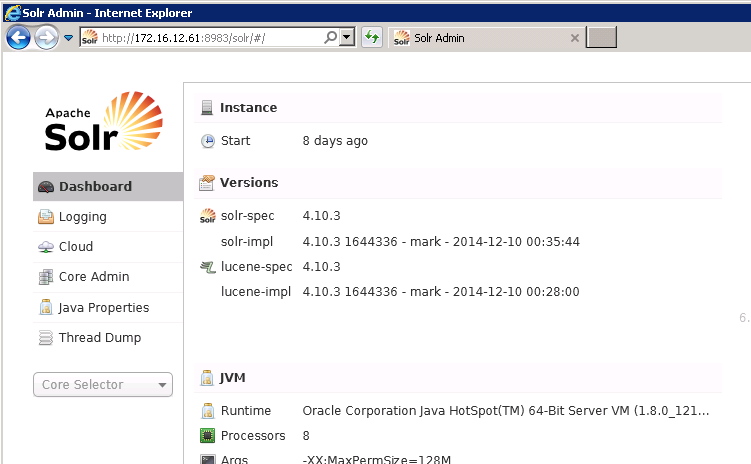 Solr Admin - Internet Explorer
http://172.16.12.61:8983/solr/#/
Solr Admin
Apache
Solr
Dashboard
Logging
Cloud
Core Admin
Java Properties
Thread Dump
Core Selector
Instance
Start 8 days ago
Versions
solr-spec 4.10.3
solr-impl 4.10.3 1644336 - mark - 2014-12-10 00:35:44
lucene-spec 4.10.3
lucene-impl 4.10.3 1644336 - mark - 2014-12-10 00:28:00
6.
JVM
Runtime Oracle Corporation Java HotSpot(TM) 64-Bit Server VM (1.8.0_121...
Processors 8
Args -XX:MaxPermSize=128M